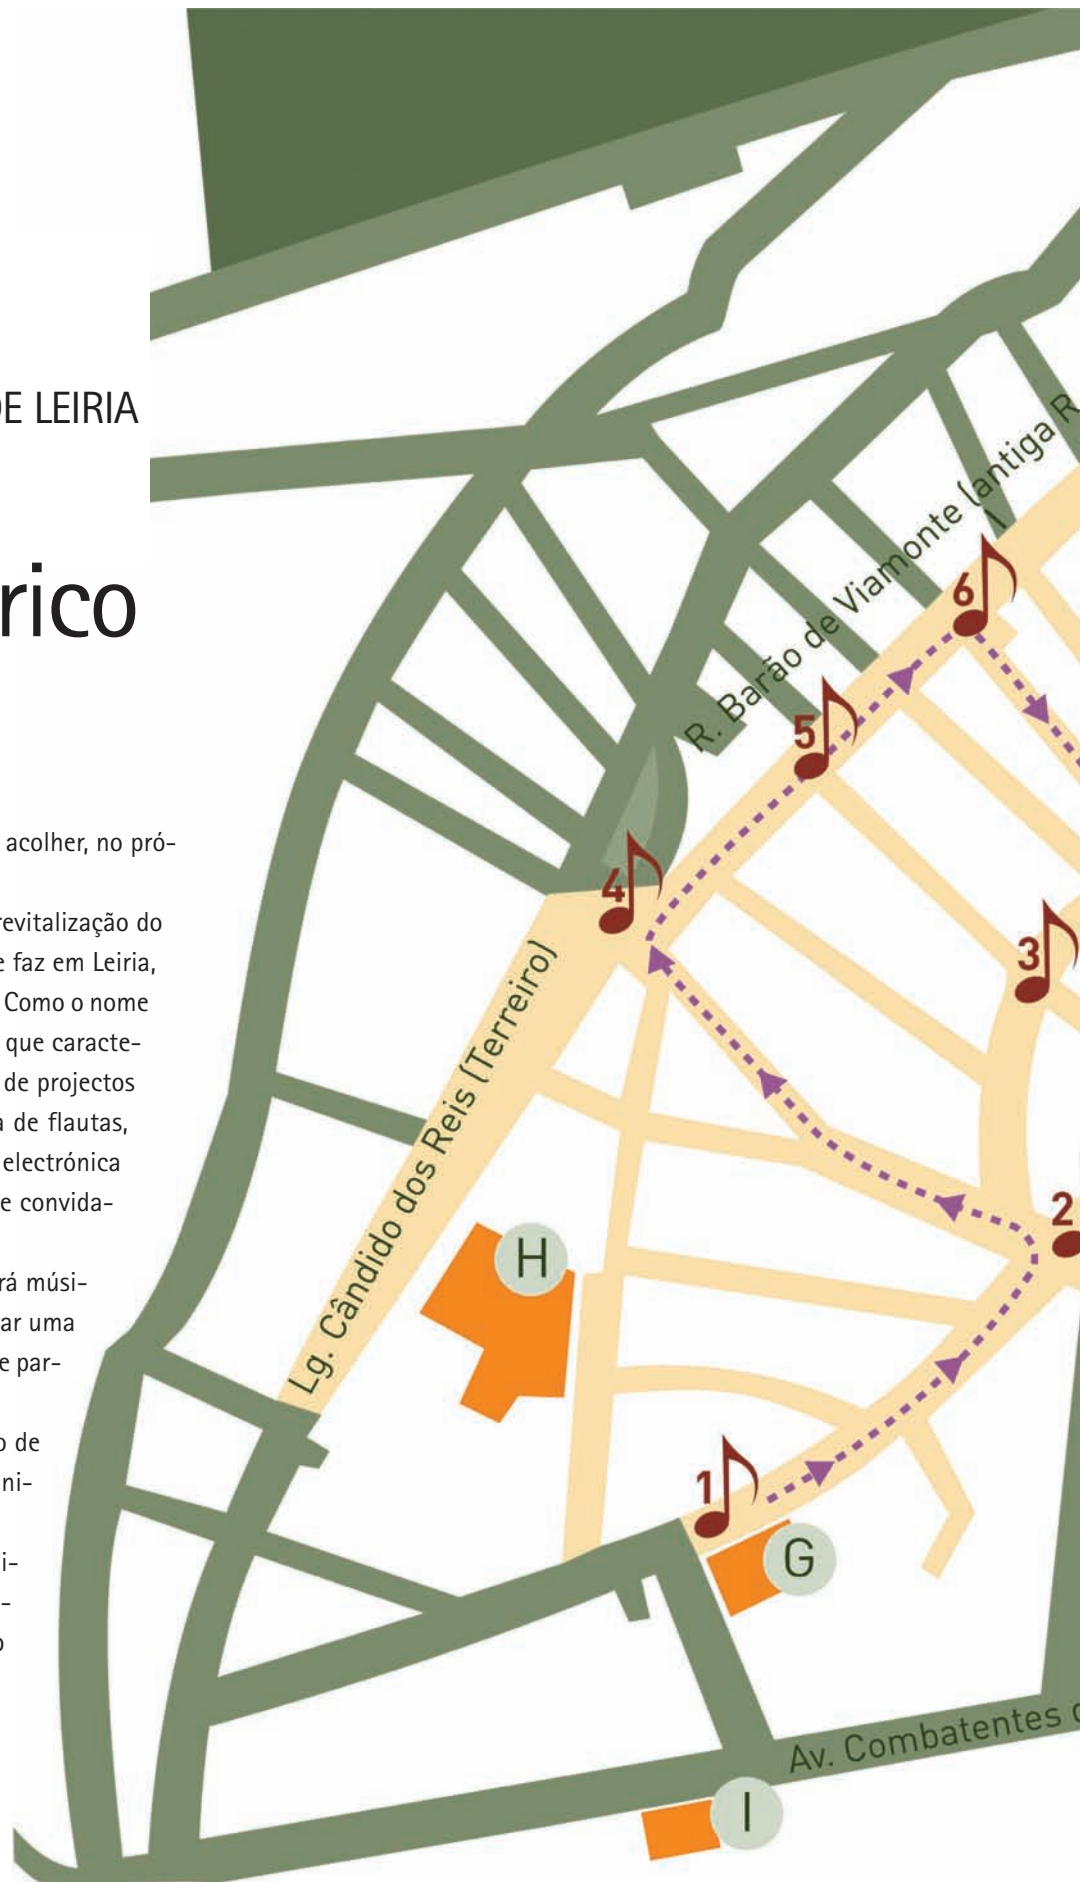 DE LEIRIA
rico
acolher, no pró-
revitalização do
e faz em Leiria,
Como o nome
que caracte-
de projectos
a de flautas,
electrónica
e convida-
rá músi-
ar uma
e par-
o de
ni-
i-
-
o
R. Barão de Viamonte (antiga R
6
5
4
3
Lg. Cândido dos Reis (Terreiro)
2
H
1
G
Av. Combatentes
I